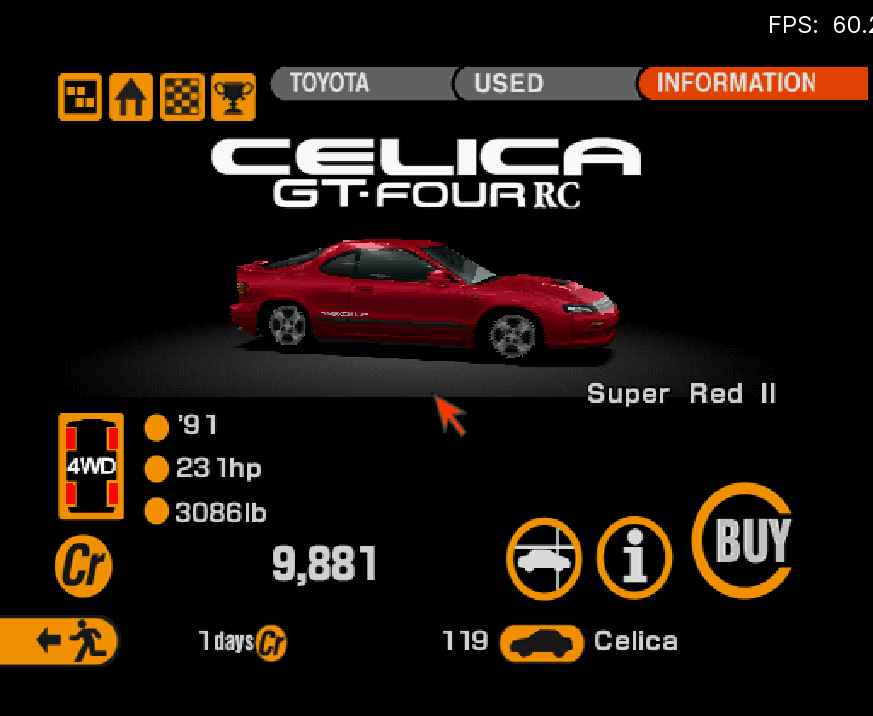 FPS: 60.2
TOYOTA USED INFORMATION
CELICA
GT-FOUR RC
Super Red II
4WD
'91
231hp
3086lb
BUY
Cr 9,881
1days Cr 119 Celica